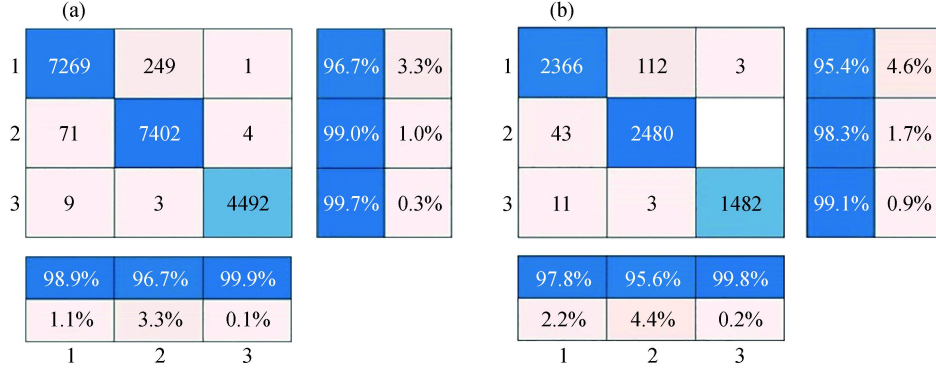 (a)
1 7269 249 1 96.7% 3.3%
2 71 7402 4 99.0% 1.0%
3 9 3 4492 99.7% 0.3%
98.9% 96.7% 99.9%
1.1% 3.3% 0.1%
1 2 3
(b)
1 2366 112 3 95.4% 4.6%
2 43 2480 98.3% 1.7%
3 11 3 1482 99.1% 0.9%
97.8% 95.6% 99.8%
2.2% 4.4% 0.2%
1 2 3